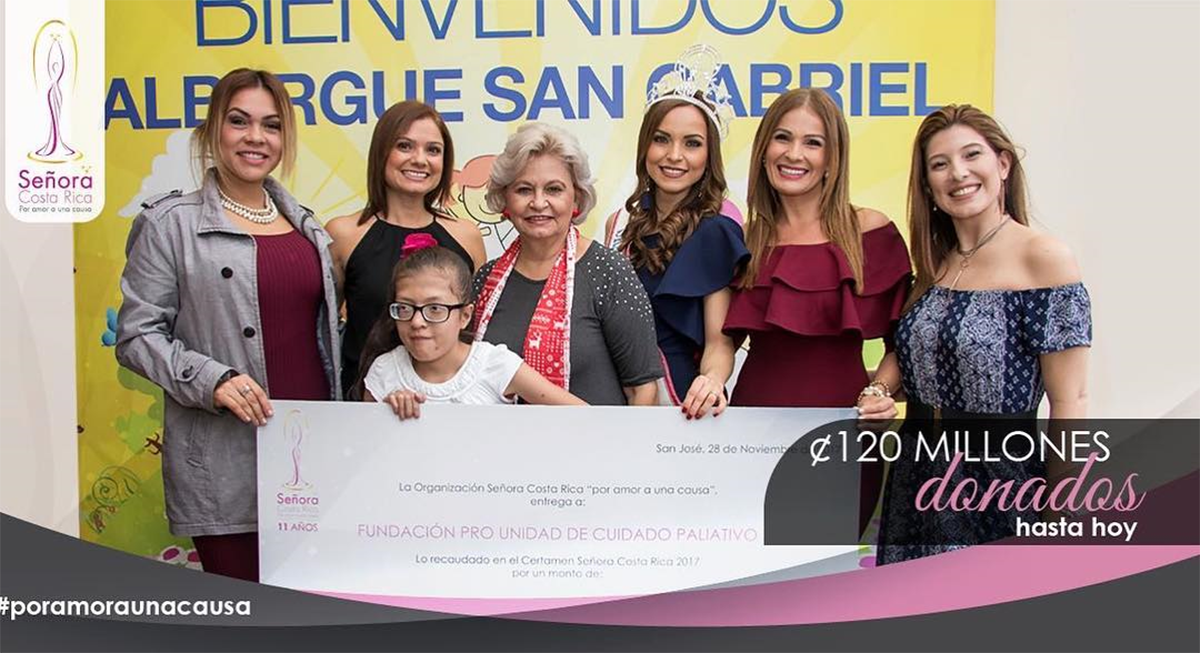 BIENVENIDOS
ALBERGUE SAN GABRIEL
Señora
Costa Rica
Por amor a una causa
San José, 28 de Noviembre
La Organización Señora Costa Rica "por amor a una causa",
entrega a:
Señora
Costa Rica
11 AÑOS
FUNDACIÓN PRO UNIDAD DE CUIDADO PALIATIVO
Lo recaudado en el Certamen Señora Costa Rica 2017
por un monto de:
₡120 MILLONES
donados
hasta hoy
#poramoraunacausa